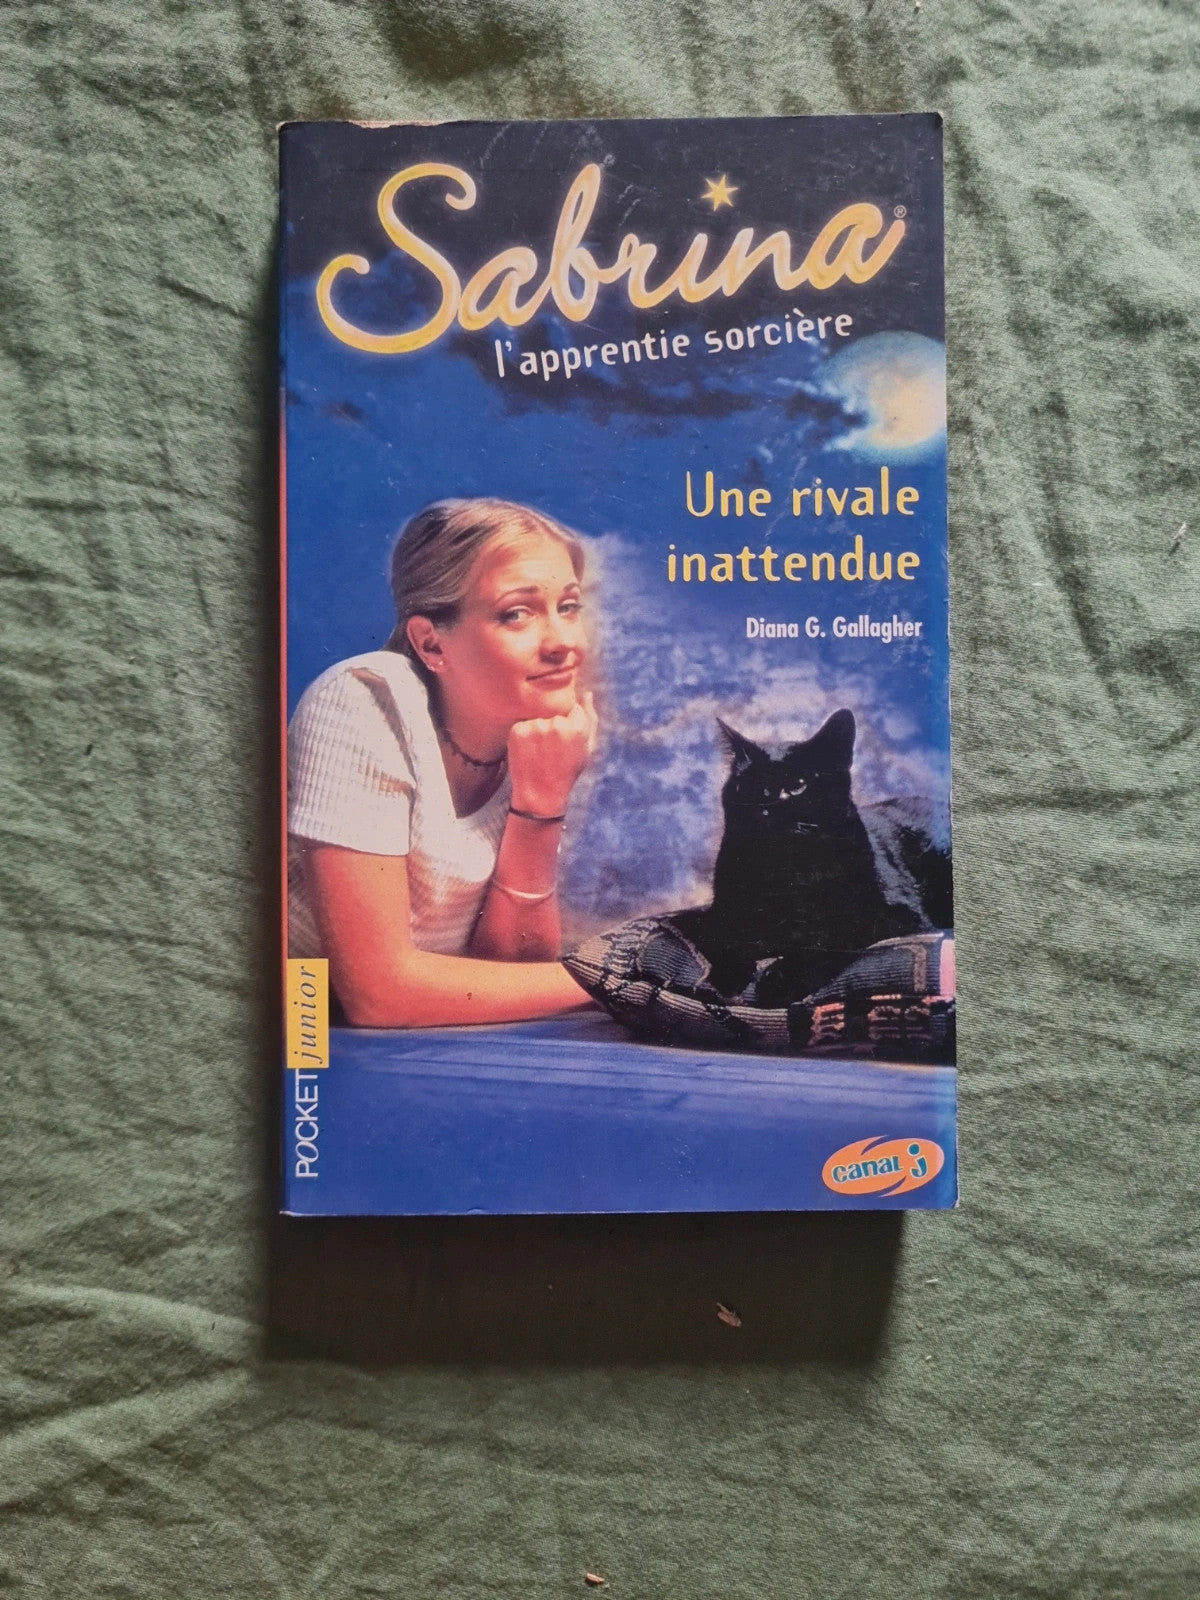 Sabrina®
l'apprentie sorcière
Une rivale
inattendue
Diana G. Gallagher
POCKET junior
canal j